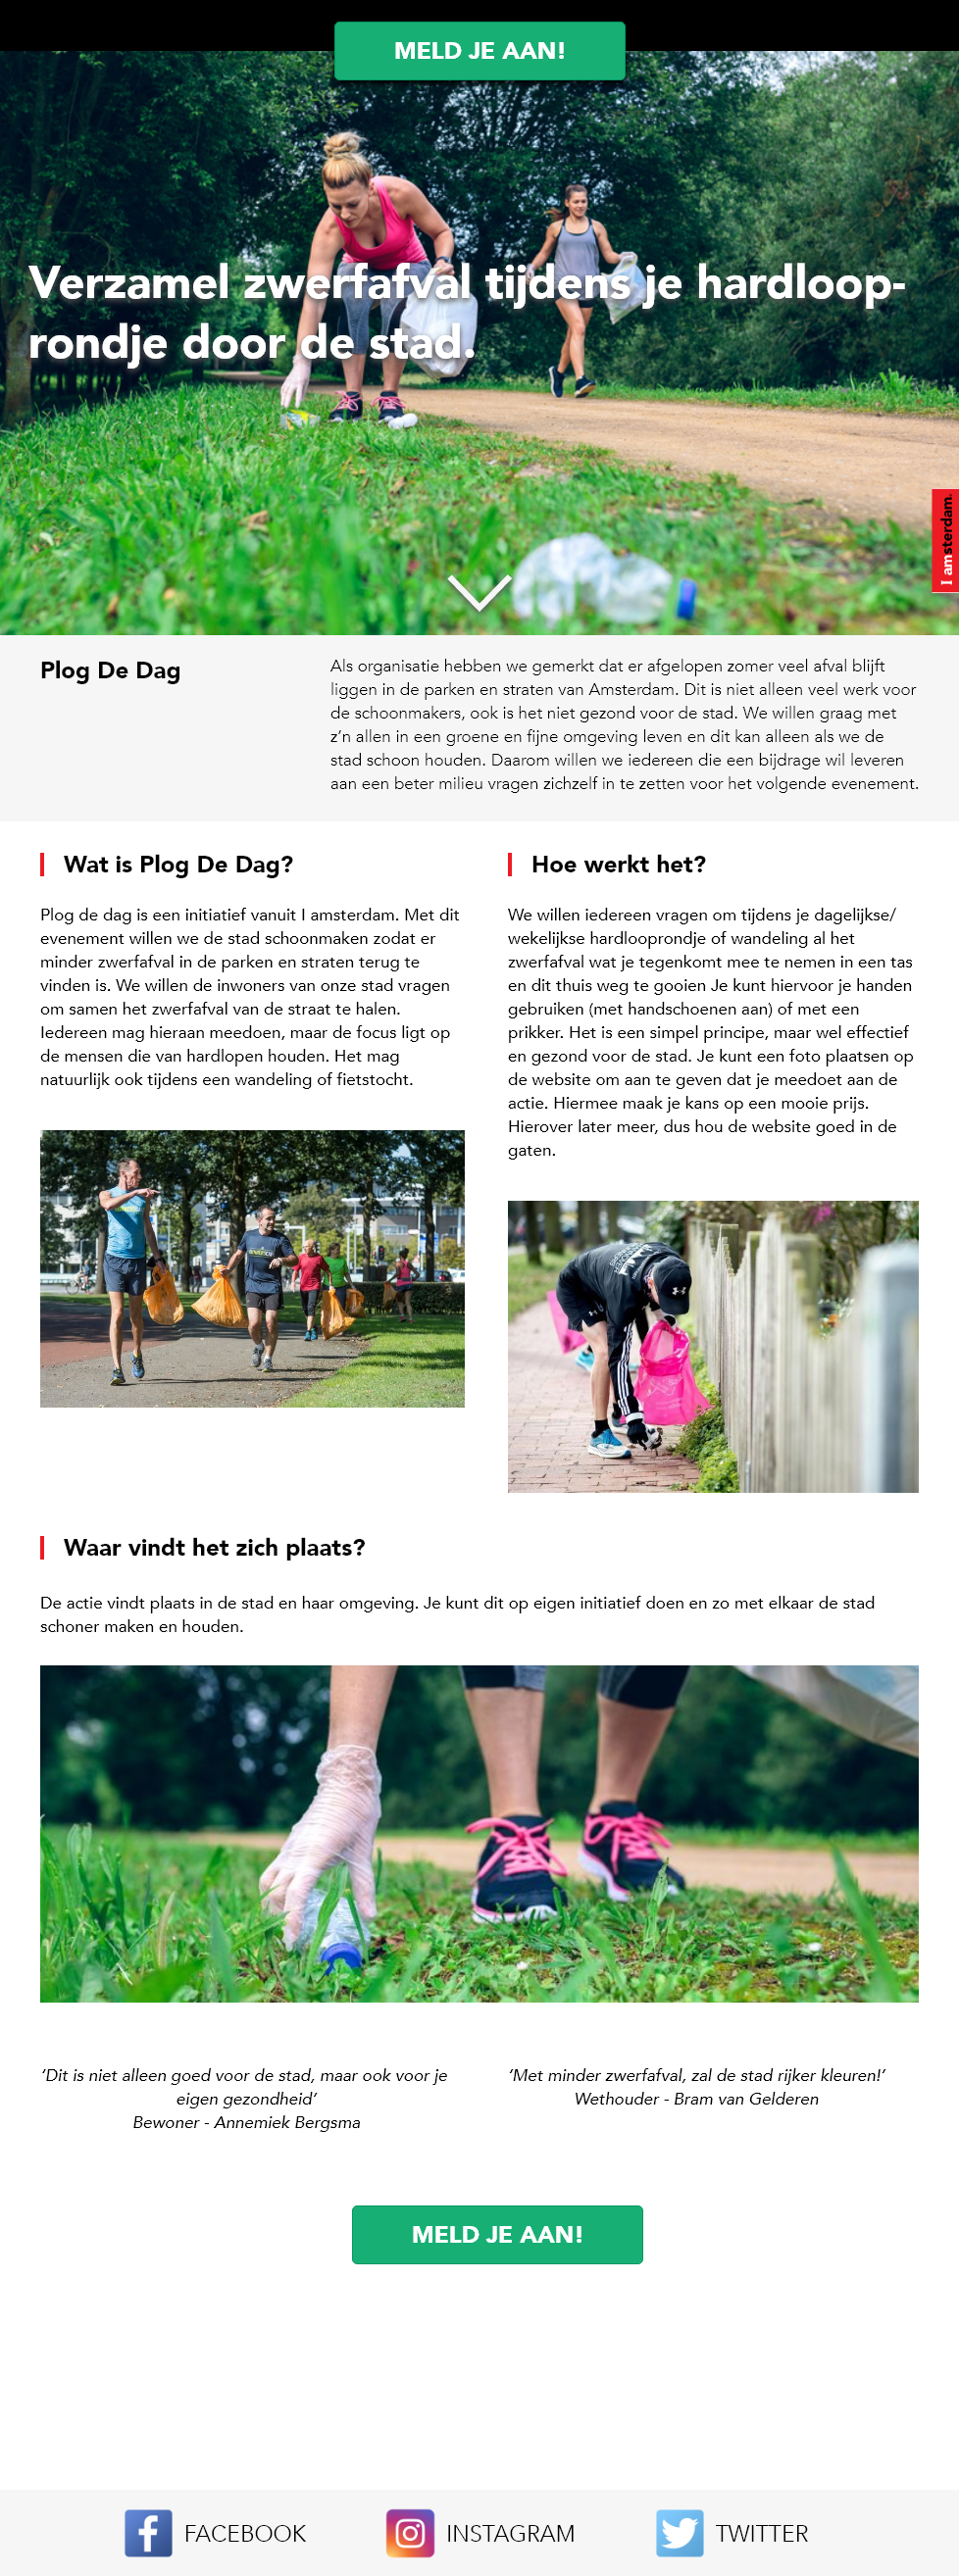 MELD JE AAN!
Verzamel zwerfafval tijdens je hardloop-
rondje door de stad.
I amsterdam.
Plog De Dag
Als organisatie hebben we gemerkt dat er afgelopen zomer veel afval blijft
liggen in de parken en straten van Amsterdam. Dit is niet alleen veel werk voor
de schoonmakers, ook is het niet gezond voor de stad. We willen graag met
z’n allen in een groene en fijne omgeving leven en dit kan alleen als we de
stad schoon houden. Daarom willen we iedereen die een bijdrage wil leveren
aan een beter milieu vragen zichzelf in te zetten voor het volgende evenement.
Wat is Plog De Dag?
Plog de dag is een initiatief vanuit I amsterdam. Met dit
evenement willen we de stad schoonmaken zodat er
minder zwerfafval in de parken en straten terug te
vinden is. We willen de inwoners van onze stad vragen
om samen het zwerfafval van de straat te halen.
Iedereen mag hieraan meedoen, maar de focus ligt op
de mensen die van hardlopen houden. Het mag
natuurlijk ook tijdens een wandeling of fietstocht.
Hoe werkt het?
We willen iedereen vragen om tijdens je dagelijkse/
wekelijkse hardlooprondje of wandeling al het
zwerfafval wat je tegenkomt mee te nemen in een tas
en dit thuis weg te gooien Je kunt hiervoor je handen
gebruiken (met handschoenen aan) of met een
prikker. Het is een simpel principe, maar wel effectief
en gezond voor de stad. Je kunt een foto plaatsen op
de website om aan te geven dat je meedoet aan de
actie. Hiermee maak je kans op een mooie prijs.
Hierover later meer, dus hou de website goed in de
gaten.
Waar vindt het zich plaats?
De actie vindt plaats in de stad en haar omgeving. Je kunt dit op eigen initiatief doen en zo met elkaar de stad
schoner maken en houden.
‘Dit is niet alleen goed voor de stad, maar ook voor je
eigen gezondheid’
Bewoner - Annemiek Bergsma
‘Met minder zwerfafval, zal de stad rijker kleuren!’
Wethouder - Bram van Gelderen
MELD JE AAN!
FACEBOOK
INSTAGRAM
TWITTER